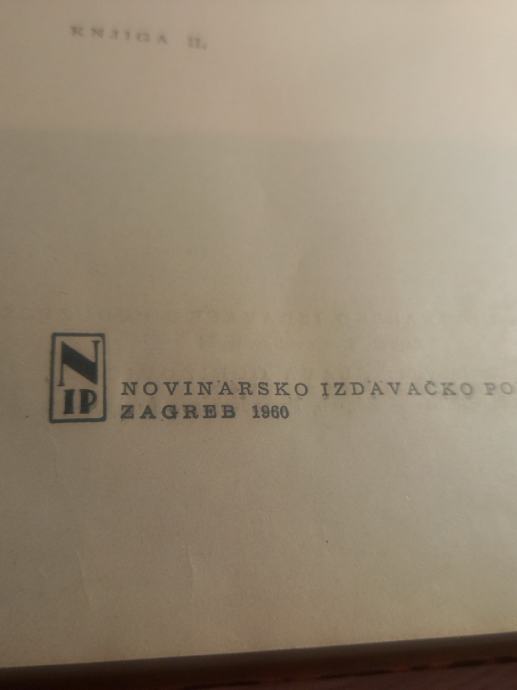 KNJIGA II.
N
IP
NOVINARSKO IZDAVAČKO PO
ZAGREB 1960